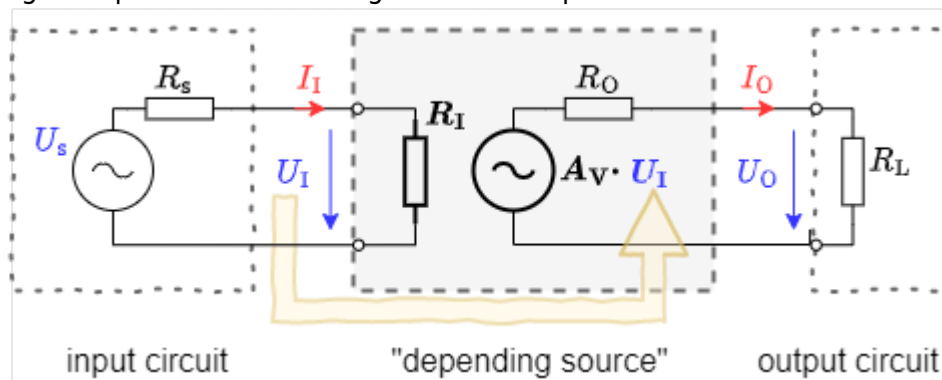 R_s I_I R_I R_O I_O
U_s U_I A_V· U_I U_O R_L
input circuit "depending source" output circuit